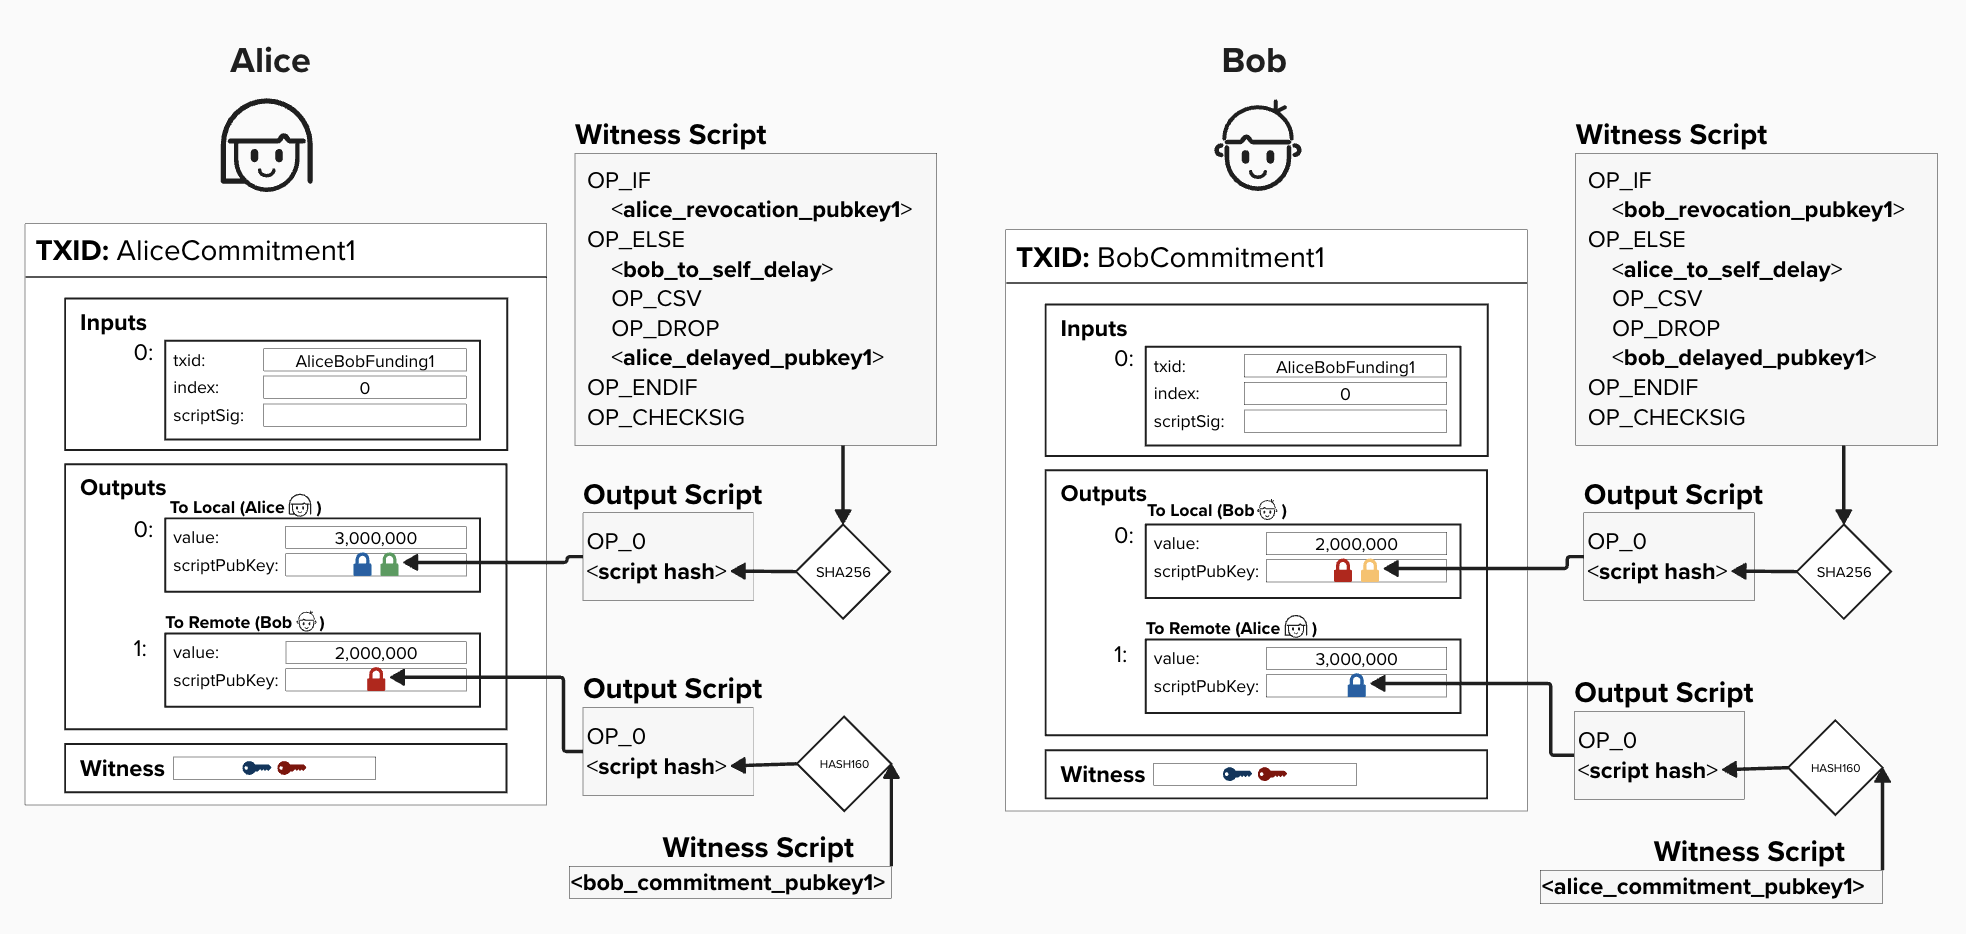 Alice
TXID: AliceCommitment1
Inputs
0:
txid: AliceBobFunding1
index: 0
scriptSig:
Outputs
To Local (Alice )
0:
value: 3,000,000
scriptPubKey:
To Remote (Bob )
1:
value: 2,000,000
scriptPubKey:
Witness
Witness Script
OP_IF
<alice_revocation_pubkey1>
OP_ELSE
<bob_to_self_delay>
OP_CSV
OP_DROP
<alice_delayed_pubkey1>
OP_ENDIF
OP_CHECKSIG
Output Script
OP_0
<script hash>
SHA256
Output Script
OP_0
<script hash>
HASH160
Witness Script
<bob_commitment_pubkey1>
Bob
TXID: BobCommitment1
Inputs
0:
txid: AliceBobFunding1
index: 0
scriptSig:
Outputs
To Local (Bob )
0:
value: 2,000,000
scriptPubKey:
To Remote (Alice )
1:
value: 3,000,000
scriptPubKey:
Witness
Witness Script
OP_IF
<bob_revocation_pubkey1>
OP_ELSE
<alice_to_self_delay>
OP_CSV
OP_DROP
<bob_delayed_pubkey1>
OP_ENDIF
OP_CHECKSIG
Output Script
OP_0
<script hash>
SHA256
Output Script
OP_0
<script hash>
HASH160
Witness Script
<alice_commitment_pubkey1>